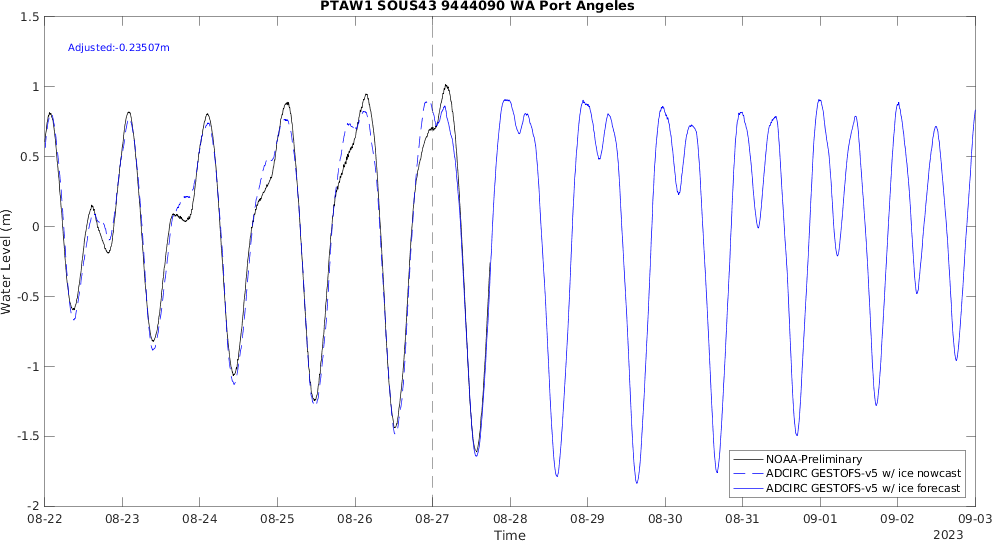 PTAW1 SOUS43 9444090 WA Port Angeles
Adjusted:-0.23507m
Water Level (m)
1.5
1
0.5
0
-0.5
-1
-1.5
-2
NOAA-Preliminary
ADCIRC GESTOFS-v5 w/ ice nowcast
ADCIRC GESTOFS-v5 w/ ice forecast
08-22 08-23 08-24 08-25 08-26 08-27 08-28 08-29 08-30 08-31 09-01 09-02 09-03
Time
2023